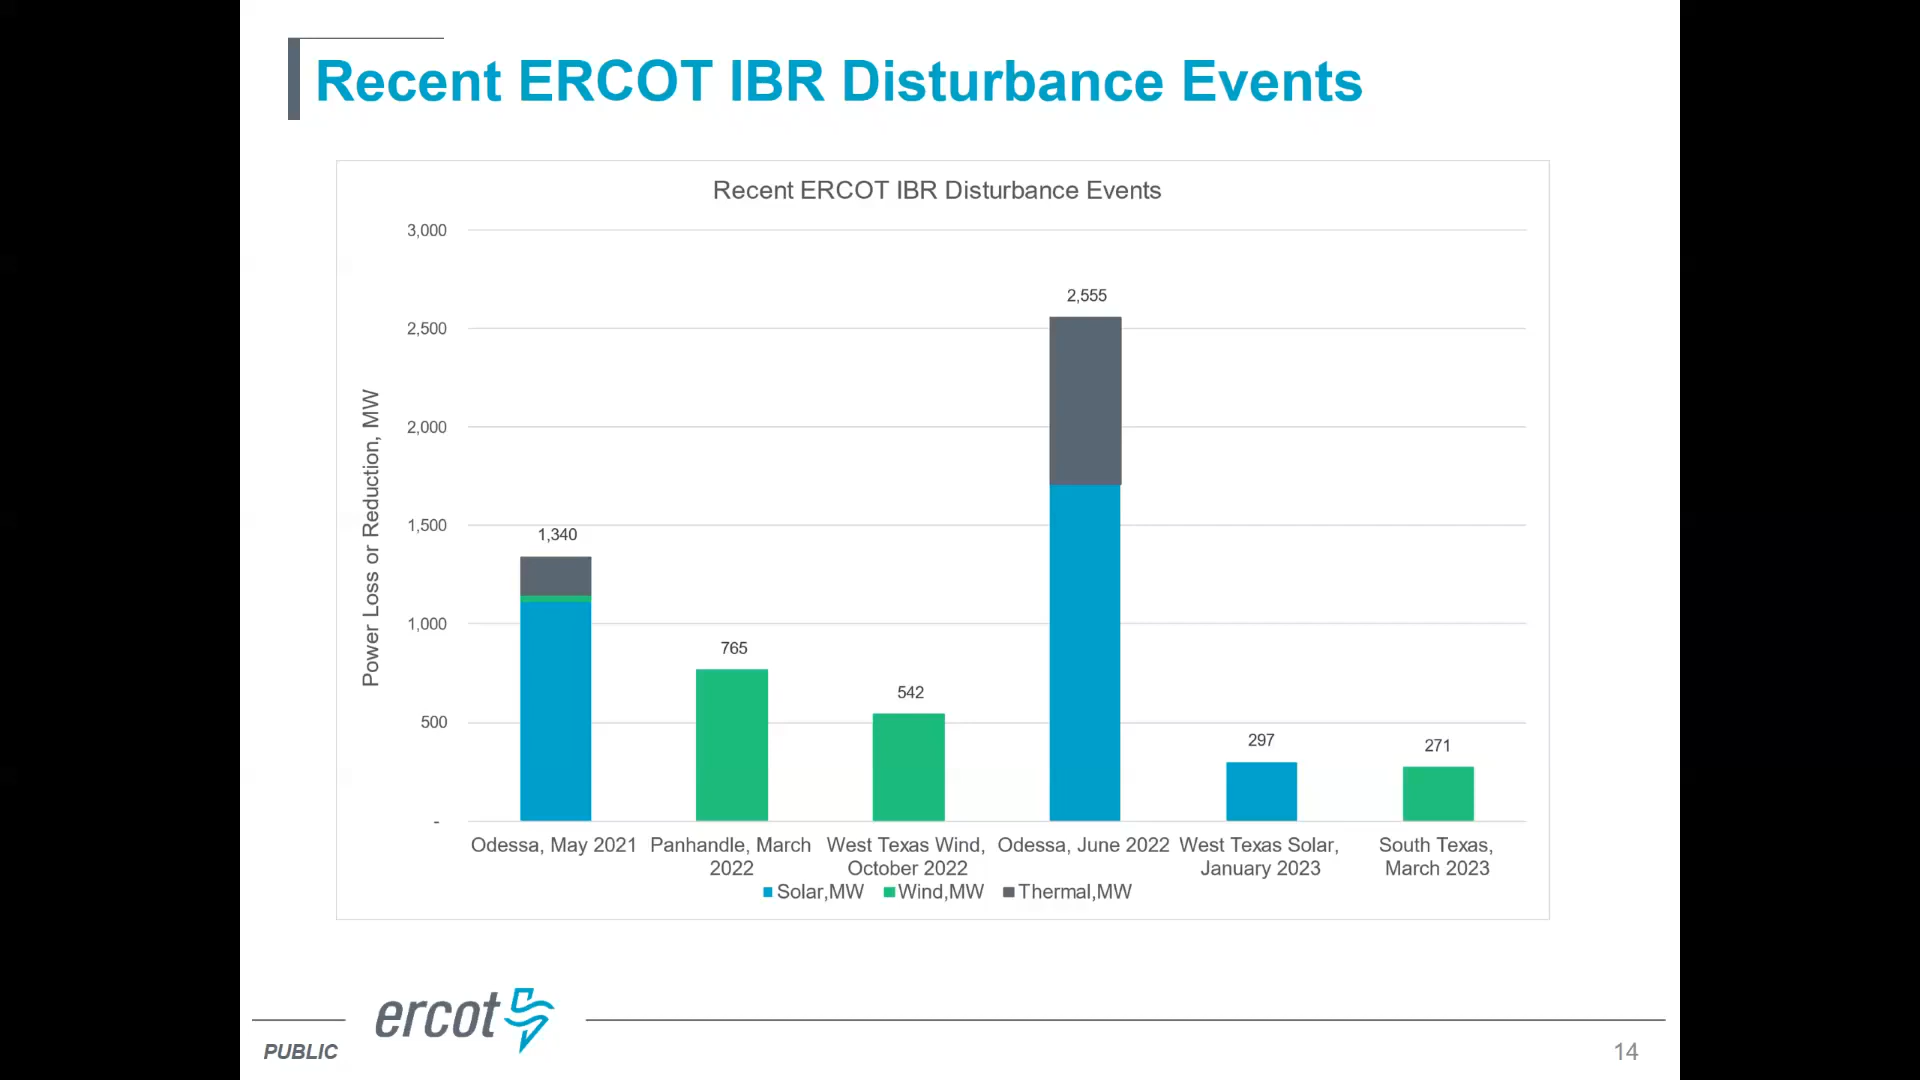 Recent ERCOT IBR Disturbance Events
Recent ERCOT IBR Disturbance Events
3,000
2,555
2,500
2,000
1,500
1,340
1,000
765
542
500
297
271
-
Power Loss or Reduction, MW
Odessa, May 2021
Panhandle, March
2022
West Texas Wind,
October 2022
Odessa, June 2022
West Texas Solar,
January 2023
South Texas,
March 2023
Solar,MW
Wind,MW
Thermal,MW
ercot
PUBLIC
14